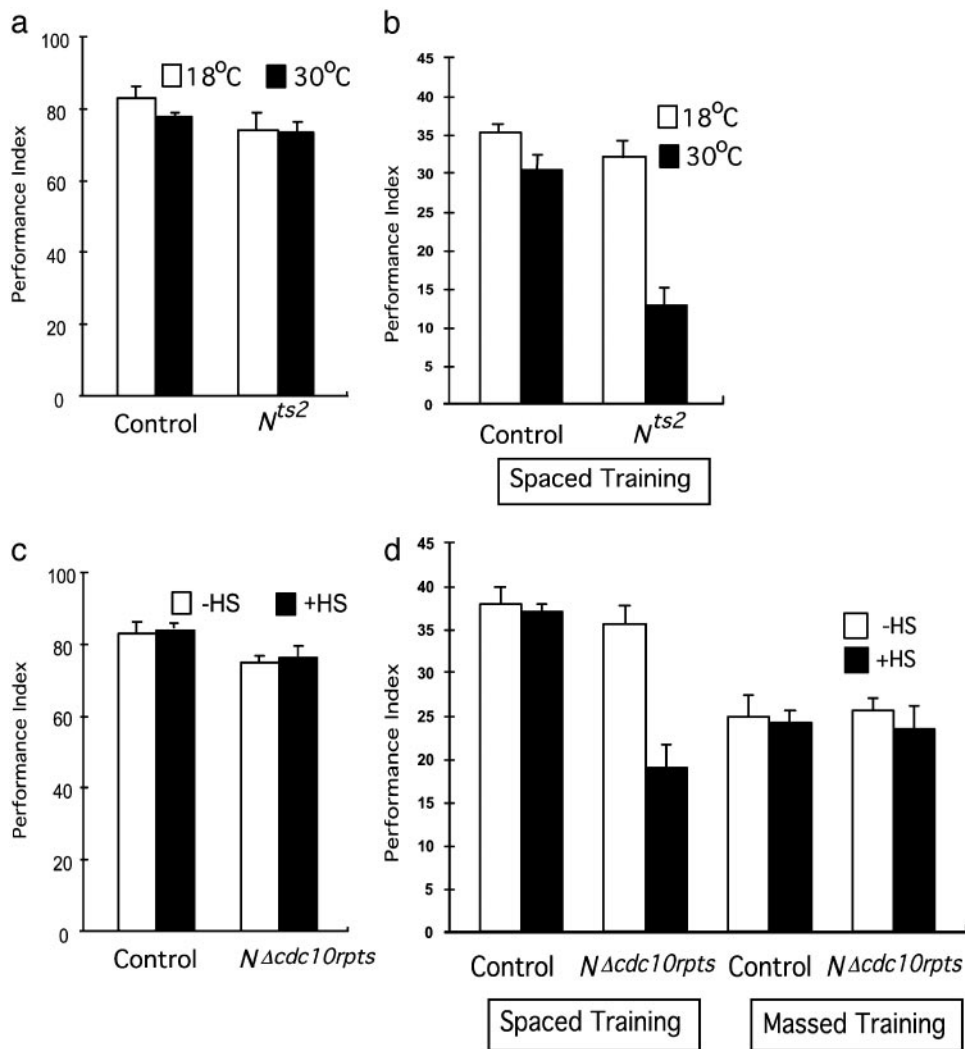 a
100
80
60
40
20
0
Performance Index
18°C 30°C
Control N^ts2
b
45
40
35
30
25
20
15
10
5
0
Performance Index
18°C
30°C
Control N^ts2
Spaced Training
c
100
80
60
40
20
0
Performance Index
-HS +HS
Control N^Δcdc10rpts
d
45
40
35
30
25
20
15
10
5
0
Performance Index
-HS
+HS
Control N^Δcdc10rpts Control N^Δcdc10rpts
Spaced Training Massed Training